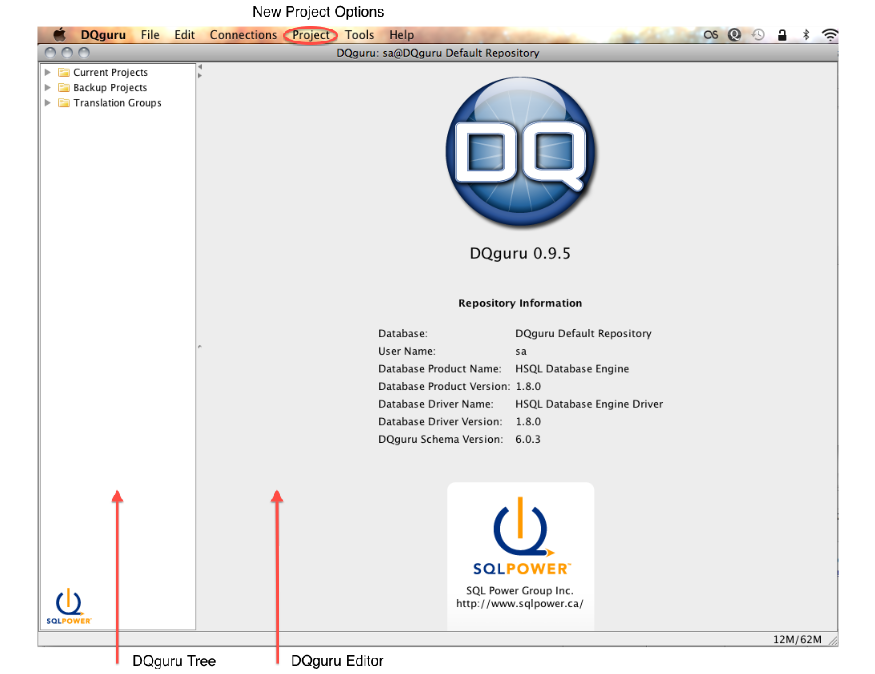 New Project Options
DQguru File Edit Connections Project Tools Help
DQguru: sa@DQguru Default Repository
Current Projects
Backup Projects
Translation Groups
DQ
DQguru 0.9.5
Repository Information
Database: DQguru Default Repository
User Name: sa
Database Product Name: HSQL Database Engine
Database Product Version: 1.8.0
Database Driver Name: HSQL Database Engine Driver
Database Driver Version: 1.8.0
DQguru Schema Version: 6.0.3
SQLPOWER™
SQL Power Group Inc.
http://www.sqlpower.ca/
SQLPOWER
12M/62M
DQguru Tree
DQguru Editor